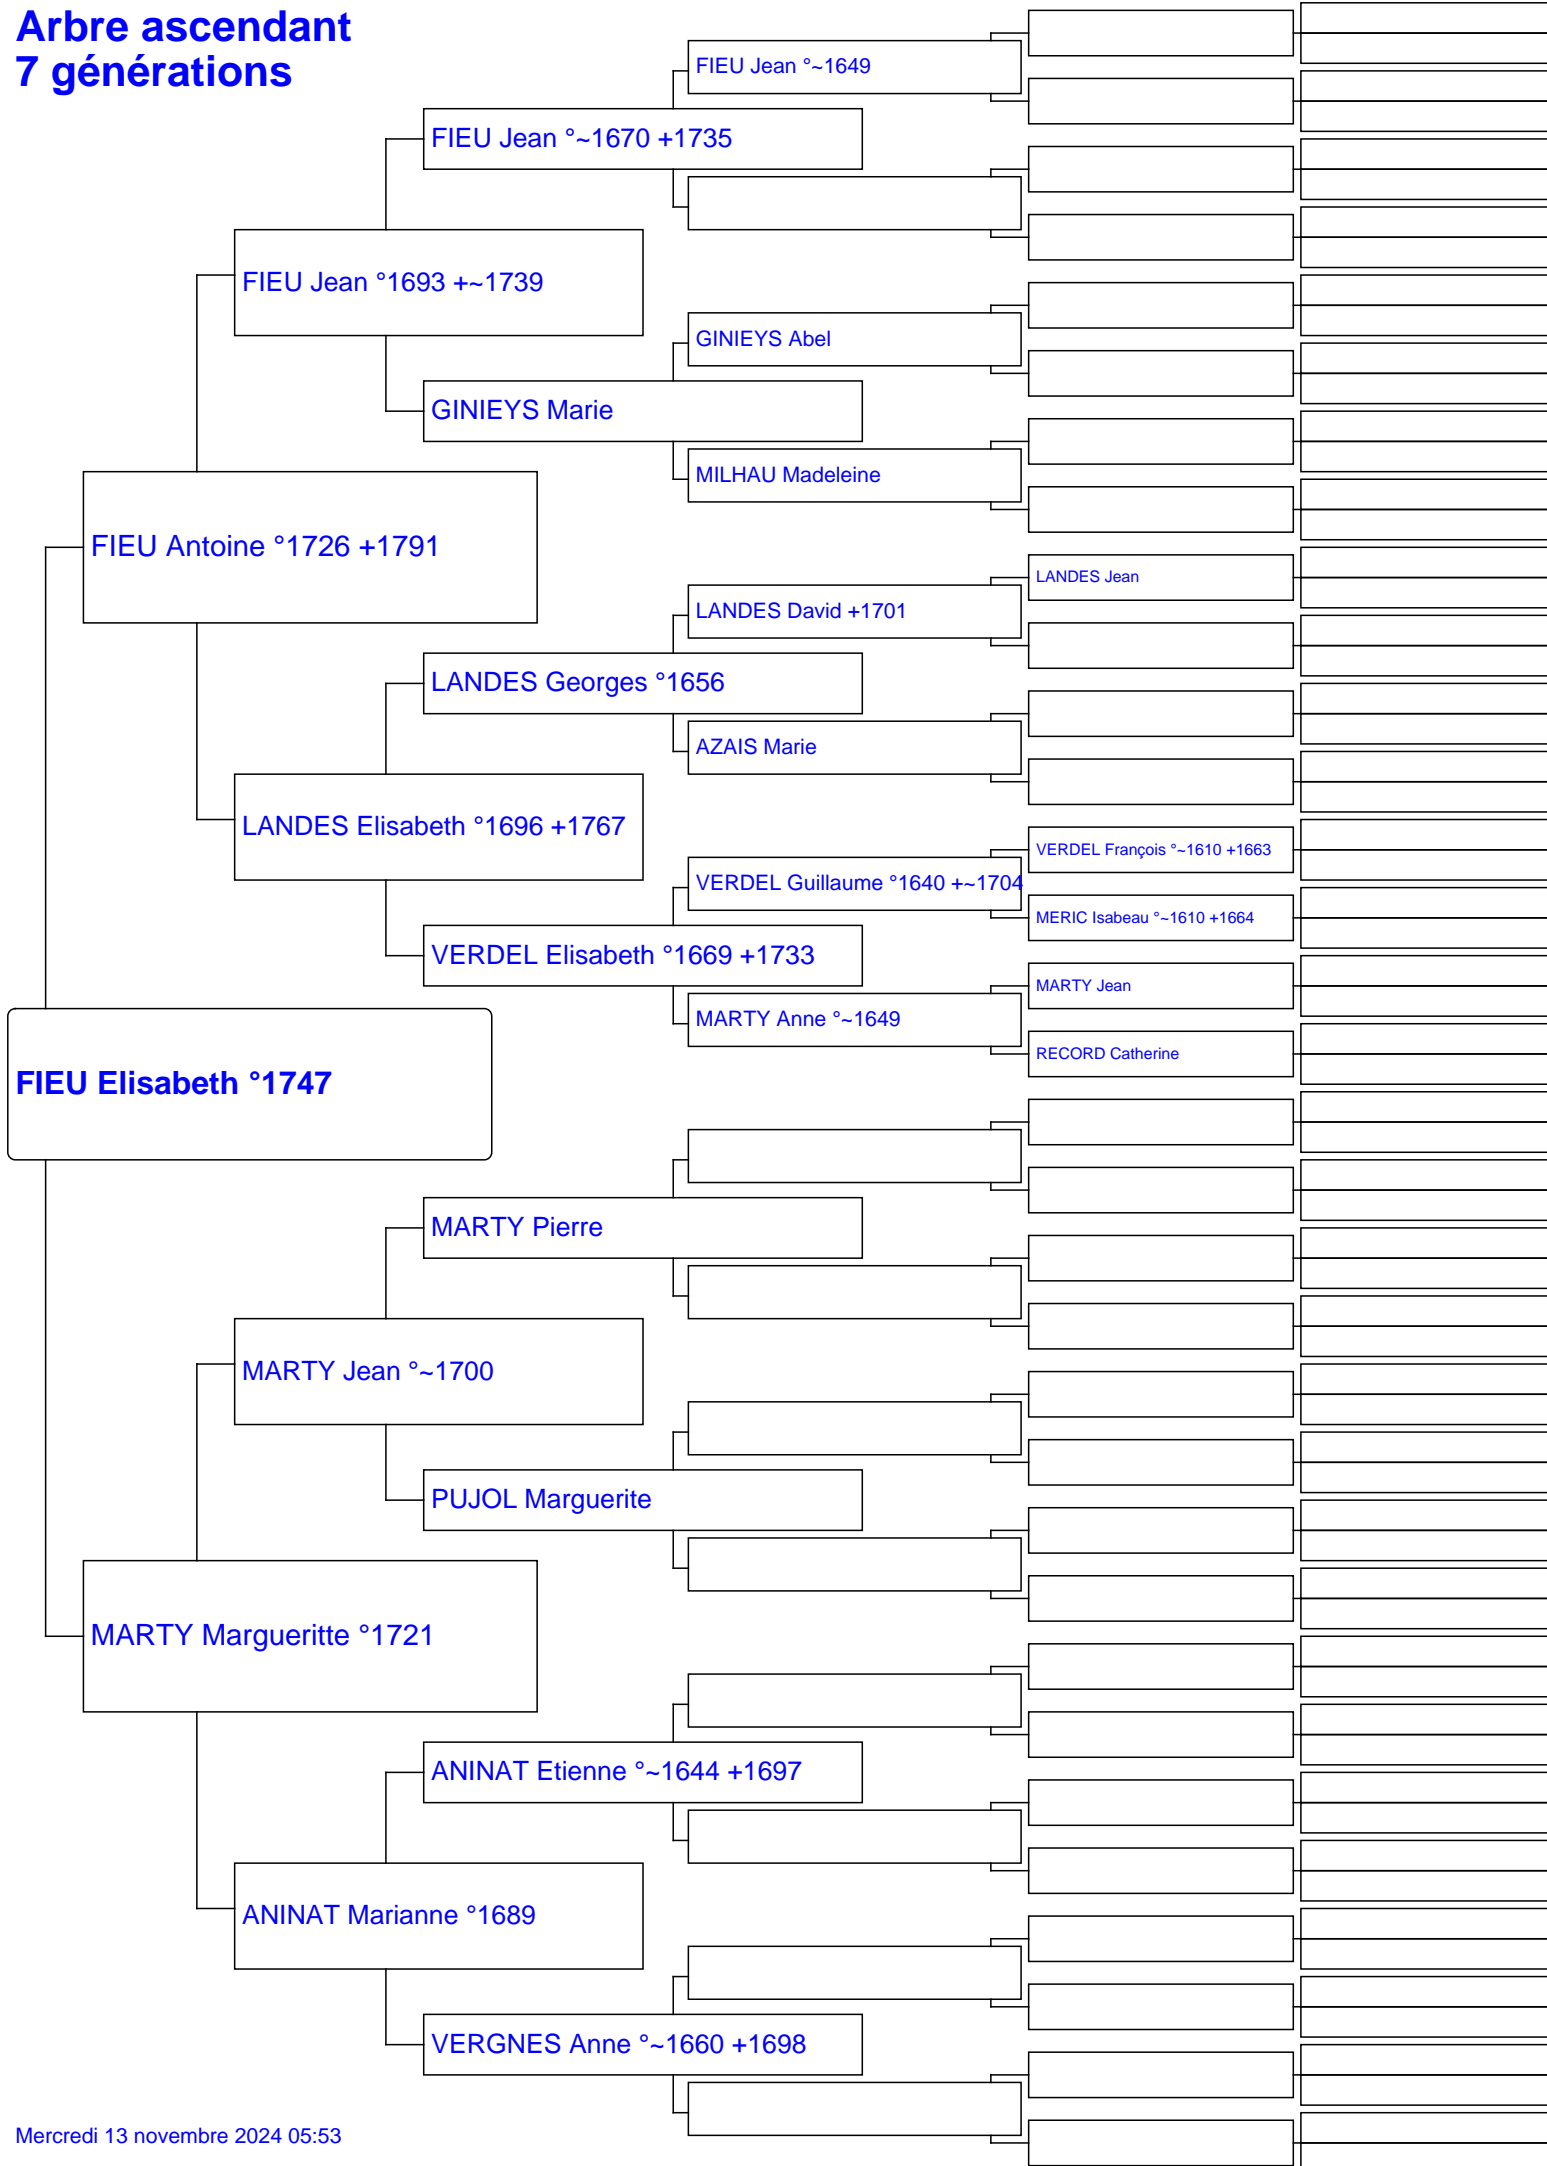 Arbre ascendant
7 générations
FIEU Jean °~1649
FIEU Jean °~1670 +1735
FIEU Jean °1693 +~1739
GINIEYS Abel
GINIEYS Marie
MILHAU Madeleine
FIEU Antoine °1726 +1791
LANDES Jean
LANDES David +1701
LANDES Georges °1656
AZAIS Marie
LANDES Elisabeth °1696 +1767
VERDEL François °~1610 +1663
VERDEL Guillaume °1640 +~1704
MERIC Isabeau °~1610 +1664
VERDEL Elisabeth °1669 +1733
MARTY Jean
MARTY Anne °~1649
RECORD Catherine
FIEU Elisabeth °1747
MARTY Pierre
MARTY Jean °~1700
PUJOL Marguerite
MARTY Margueritte °1721
ANINAT Etienne °~1644 +1697
ANINAT Marianne °1689
VERGNES Anne °~1660 +1698
Mercredi 13 novembre 2024 05:53